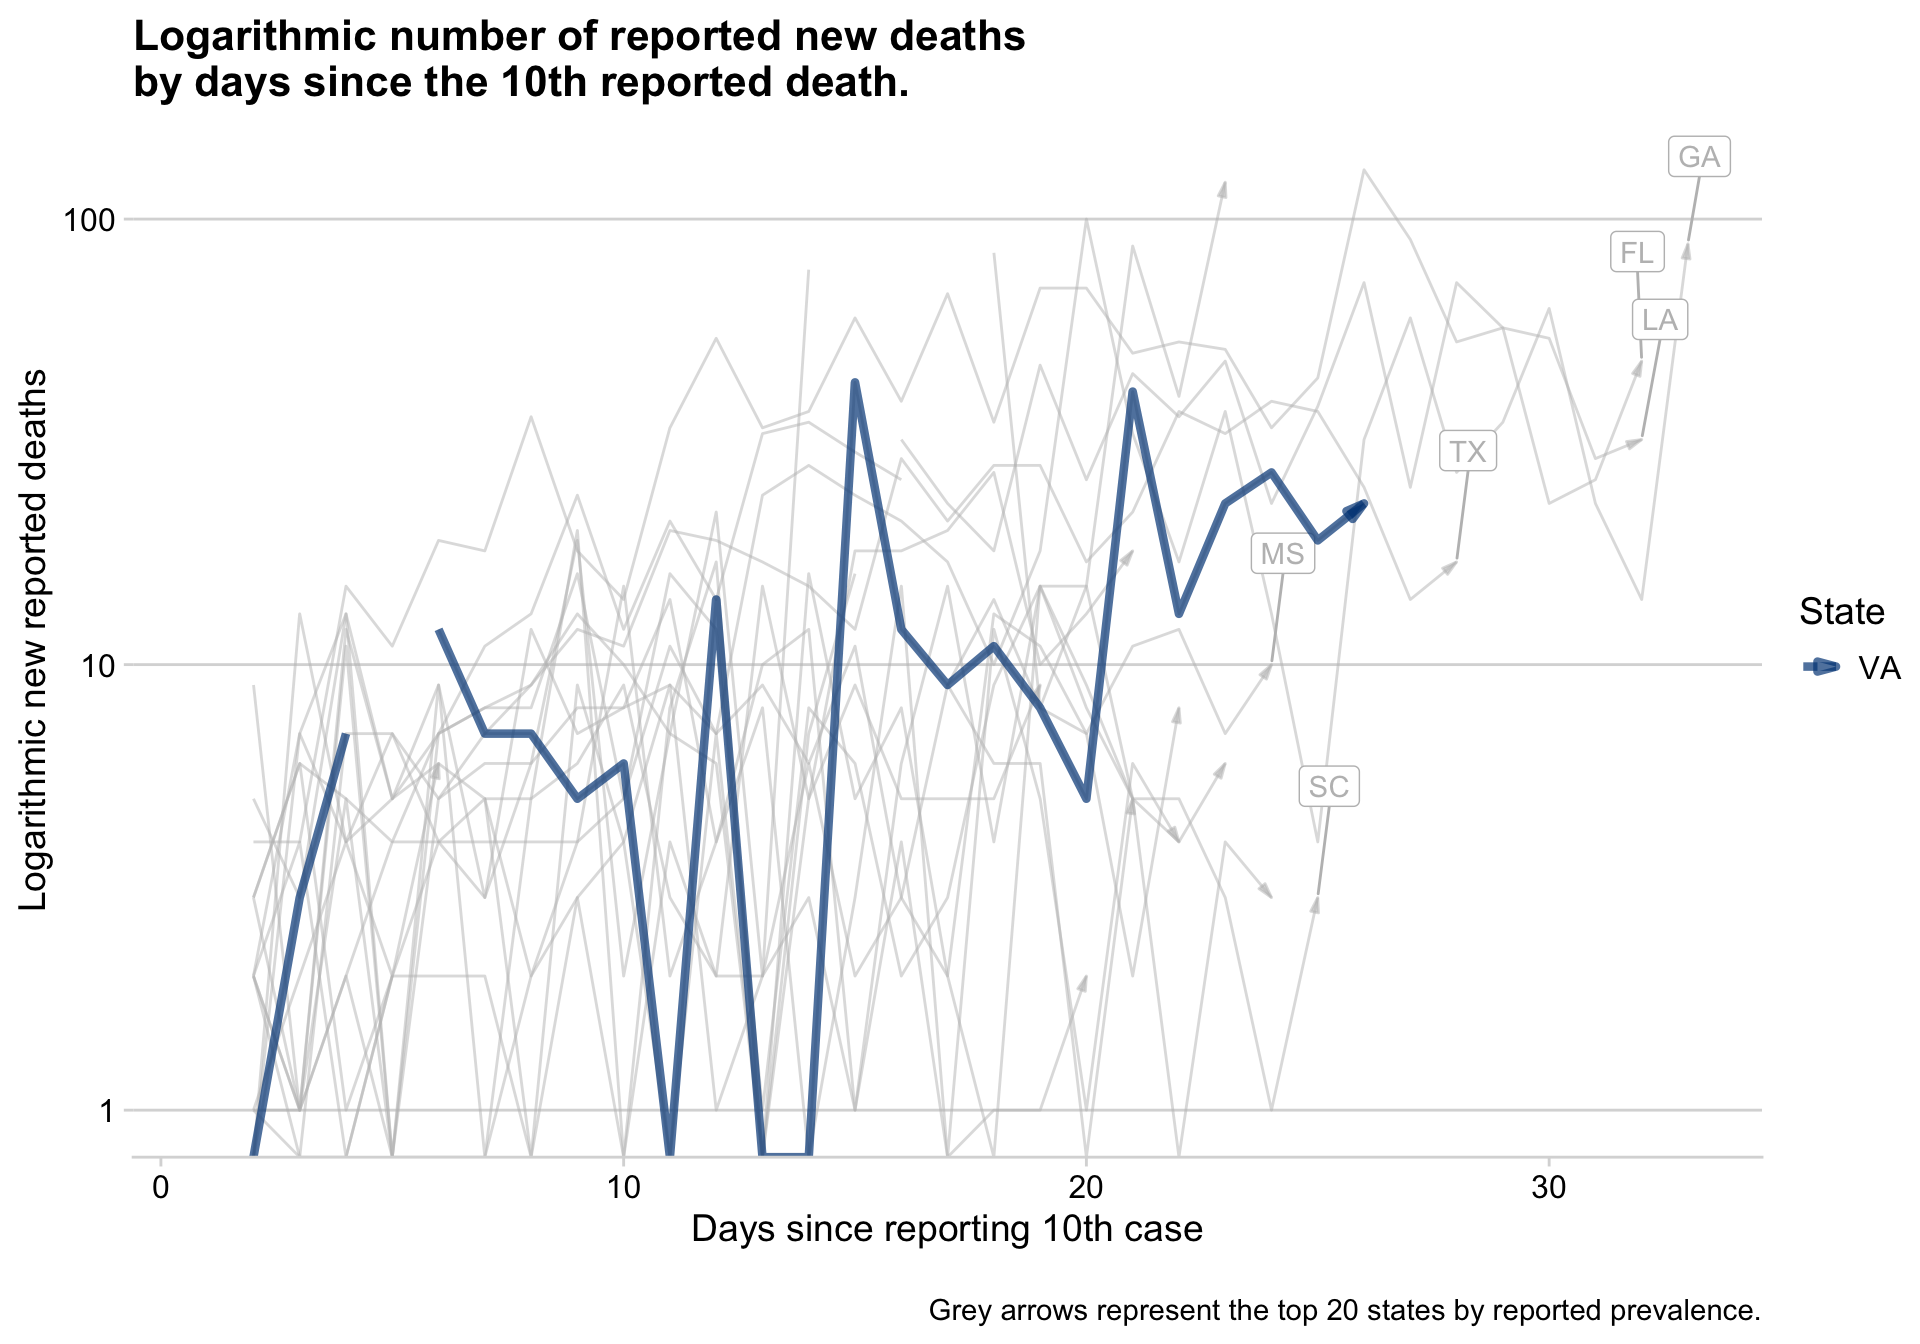 Logarithmic number of reported new deaths
by days since the 10th reported death.
Logarithmic new reported deaths
100
10
1
GA
FL
LA
TX
MS
SC
State
VA
0 10 20 30
Days since reporting 10th case
Grey arrows represent the top 20 states by reported prevalence.